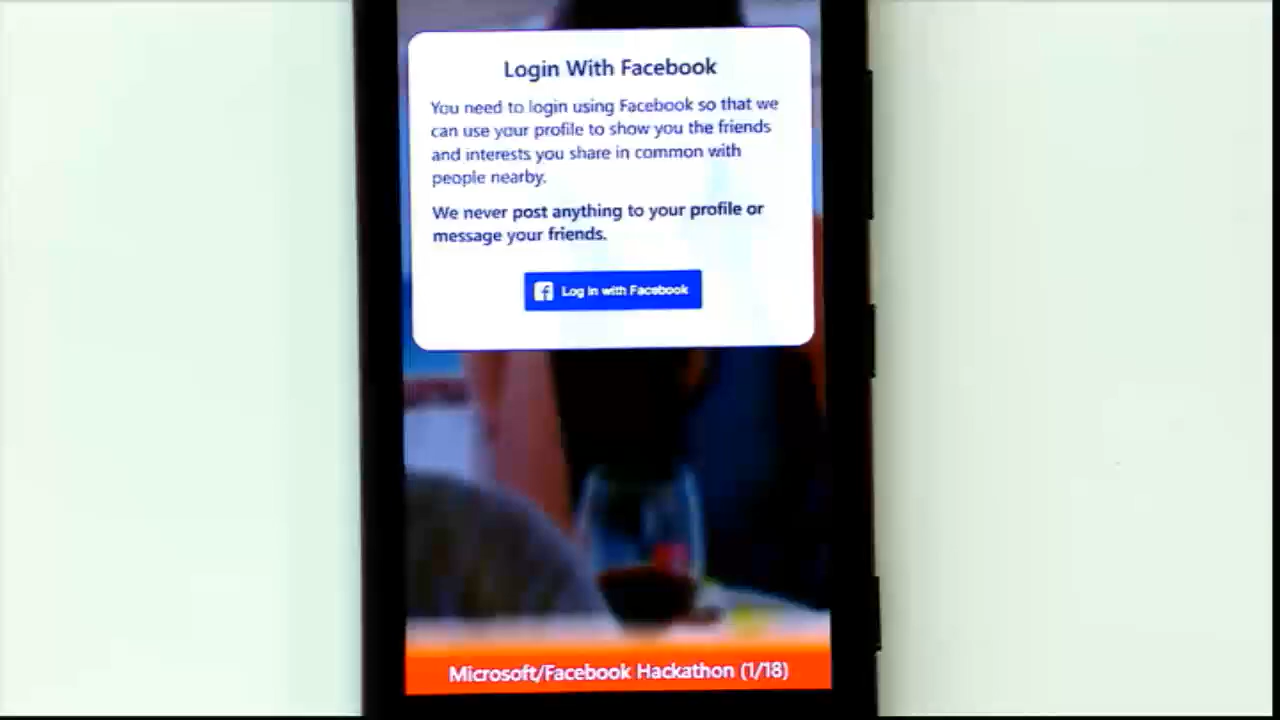 Login With Facebook
You need to login using Facebook so that we
can use your profile to show you the friends
and interests you share in common with
people nearby.
We never post anything to your profile or
message your friends.
f Log in with Facebook
Microsoft/Facebook Hackathon (1/18)